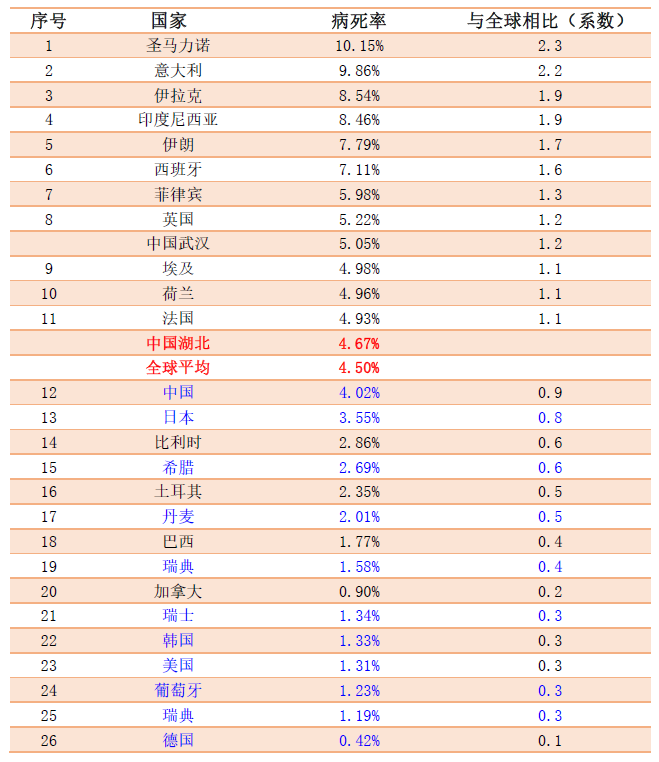 序号 国家 病死率 与全球相比（系数）
1 圣马力诺 10.15% 2.3
2 意大利 9.86% 2.2
3 伊拉克 8.54% 1.9
4 印度尼西亚 8.46% 1.9
5 伊朗 7.79% 1.7
6 西班牙 7.11% 1.6
7 菲律宾 5.98% 1.3
8 英国 5.22% 1.2
中国武汉 5.05% 1.2
9 埃及 4.98% 1.1
10 荷兰 4.96% 1.1
11 法国 4.93% 1.1
中国湖北 4.67%
全球平均 4.50%
12 中国 4.02% 0.9
13 日本 3.55% 0.8
14 比利时 2.86% 0.6
15 希腊 2.69% 0.6
16 土耳其 2.35% 0.5
17 丹麦 2.01% 0.5
18 巴西 1.77% 0.4
19 瑞典 1.58% 0.4
20 加拿大 0.90% 0.2
21 瑞士 1.34% 0.3
22 韩国 1.33% 0.3
23 美国 1.31% 0.3
24 葡萄牙 1.23% 0.3
25 瑞典 1.19% 0.3
26 德国 0.42% 0.1